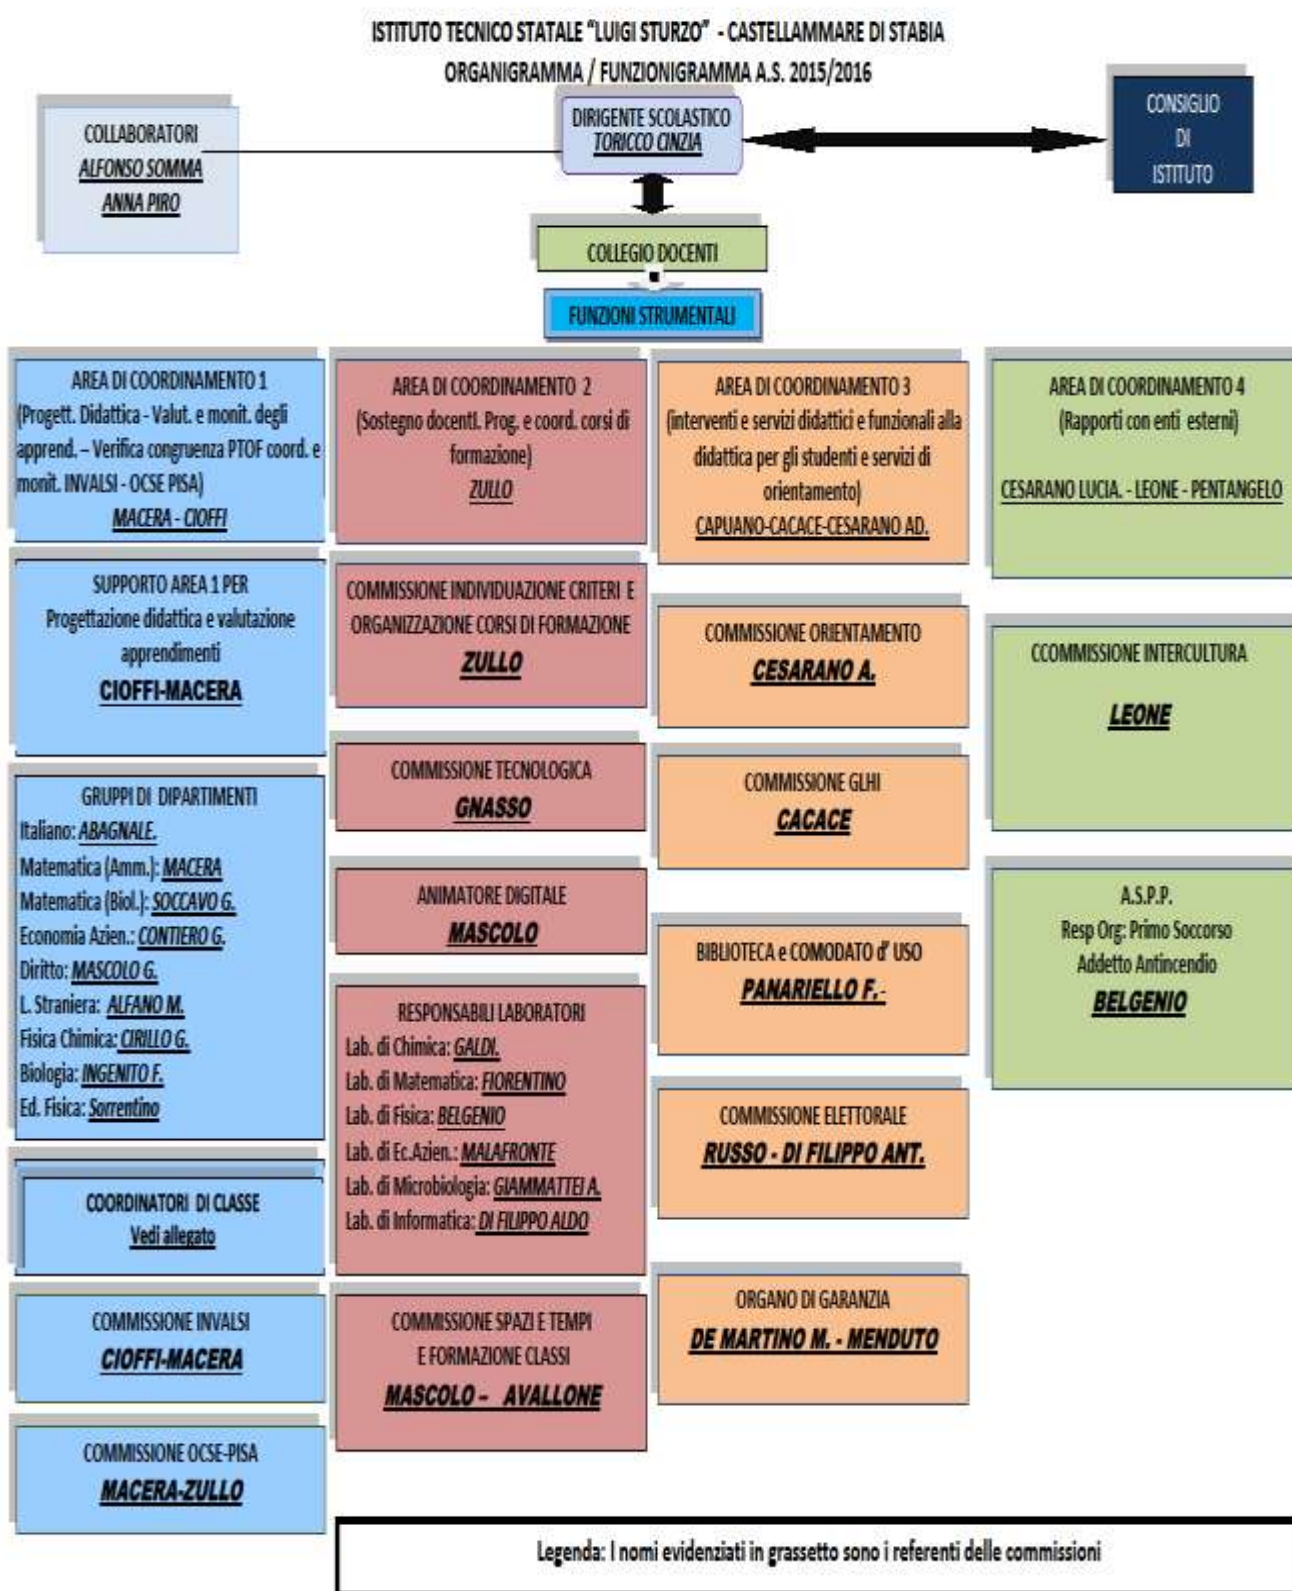 ISTITUTO TECNICO STATALE "LUIGI STURZO" - CASTELLAMMARE DI STABIA
ORGANIGRAMMA / FUNZIONIGRAMMA A.S. 2015/2016
COLLABORATORI
ALFONSO SOMMA
ANNA PIRO
DIRIGENTE SCOLASTICO
TORICCO CINZIA
CONSIGLIO
DI
ISTITUTO
COLLEGIO DOCENTI
FUNZIONI STRUMENTALI
AREA DI COORDINAMENTO 1
(Progett. Didattica - Valut. e monit. degli
apprend. – Verifica congruenza PTOF coord. e
monit. INVALSI - OCSE PISA)
MACERA - CIOFFI
SUPPORTO AREA 1 PER
Progettazione didattica e valutazione
apprendimenti
CIOFFI-MACERA
GRUPPI DI DIPARTIMENTI
Italiano: ABAGNALE.
Matematica (Amm.): MACERA
Matematica (Biol.): SOCCAVO G.
Economia Azien.: CONTIERO G.
Diritto: MASCOLO G.
L. Straniera: ALFANO M.
Fisica Chimica: CIRILLO G.
Biologia: INGENITO F.
Ed. Fisica: Sorrentino
COORDINATORI DI CLASSE
Vedi allegato
COMMISSIONE INVALSI
CIOFFI-MACERA
COMMISSIONE OCSE-PISA
MACERA-ZULLO
AREA DI COORDINAMENTO 2
(Sostegno docenti. Prog. e coord. corsi di
formazione)
ZULLO
COMMISSIONE INDIVIDUAZIONE CRITERI E
ORGANIZZAZIONE CORSI DI FORMAZIONE
ZULLO
COMMISSIONE TECNOLOGICA
GNASSO
ANIMATORE DIGITALE
MASCOLO
RESPONSABILI LABORATORI
Lab. di Chimica: GALDI.
Lab. di Matematica: FIORENTINO
Lab. di Fisica: BELGENIO
Lab. di Ec.Azien.: MALAFRONTE
Lab. di Microbiologia: GIAMMATTEI A.
Lab. di Informatica: DI FILIPPO ALDO
COMMISSIONE SPAZI E TEMPI
E FORMAZIONE CLASSI
MASCOLO – AVALLONE
AREA DI COORDINAMENTO 3
(interventi e servizi didattici e funzionali alla
didattica per gli studenti e servizi di
orientamento)
CAPUANO-CACACE-CESARANO AD.
COMMISSIONE ORIENTAMENTO
CESARANO A.
COMMISSIONE GLHI
CACACE
BIBLIOTECA e COMODATO d' USO
PANARIELLO F.-
COMMISSIONE ELETTORALE
RUSSO - DI FILIPPO ANT.
ORGANO DI GARANZIA
DE MARTINO M. - MENDUTO
AREA DI COORDINAMENTO 4
(Rapporti con enti esterni)
CESARANO LUCIA. - LEONE - PENTANGELO
CCOMMISSIONE INTERCULTURA
LEONE
A.S.P.P.
Resp Org: Primo Soccorso
Addetto Antincendio
BELGENIO
Legenda: I nomi evidenziati in grassetto sono i referenti delle commissioni